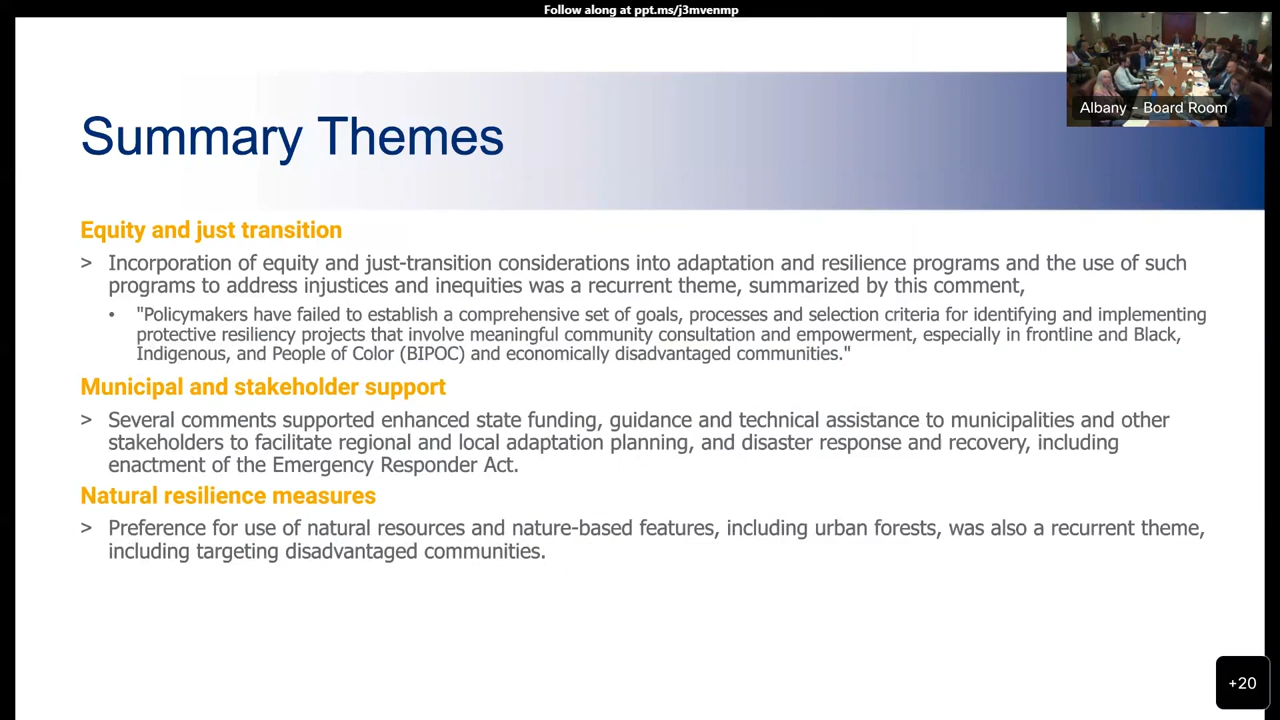 Follow along at ppt.ms/j3mvenmp
Albany - Board Room
Summary Themes
Equity and just transition
> Incorporation of equity and just-transition considerations into adaptation and resilience programs and the use of such
programs to address injustices and inequities was a recurrent theme, summarized by this comment,
• "Policymakers have failed to establish a comprehensive set of goals, processes and selection criteria for identifying and implementing
protective resiliency projects that involve meaningful community consultation and empowerment, especially in frontline and Black,
Indigenous, and People of Color (BIPOC) and economically disadvantaged communities."
Municipal and stakeholder support
> Several comments supported enhanced state funding, guidance and technical assistance to municipalities and other
stakeholders to facilitate regional and local adaptation planning, and disaster response and recovery, including
enactment of the Emergency Responder Act.
Natural resilience measures
> Preference for use of natural resources and nature-based features, including urban forests, was also a recurrent theme,
including targeting disadvantaged communities.
+20